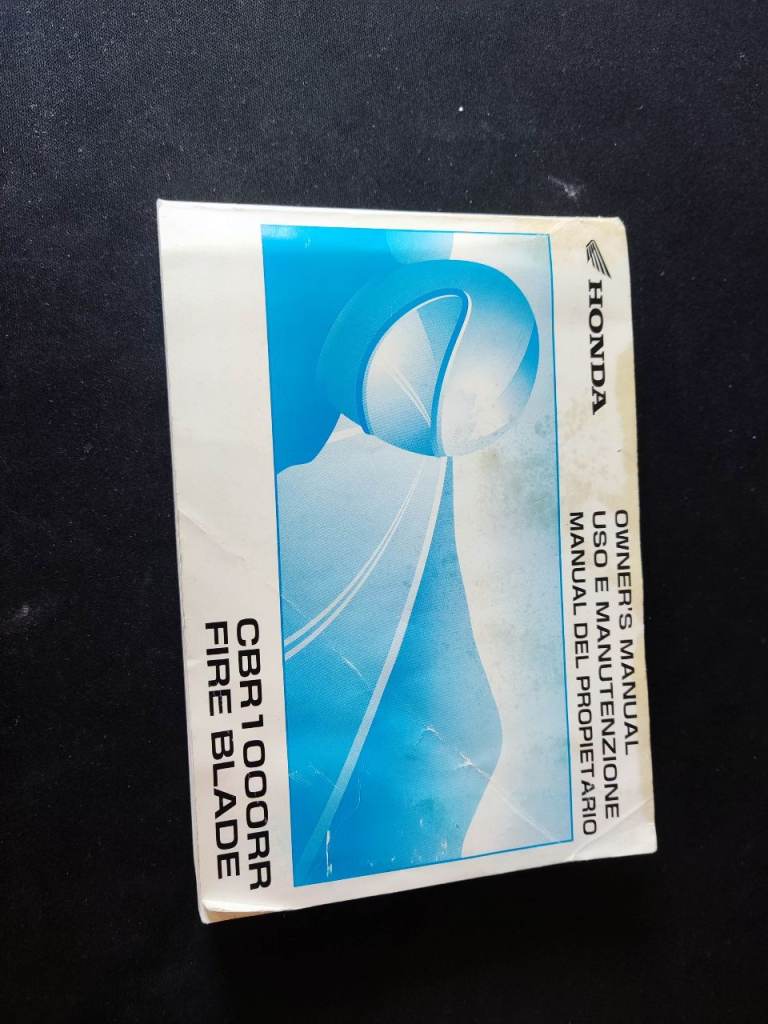 HONDA
OWNER'S MANUAL
USO E MANUTENZIONE
MANUAL DEL PROPIETARIO
CBR1000RR
FIRE BLADE